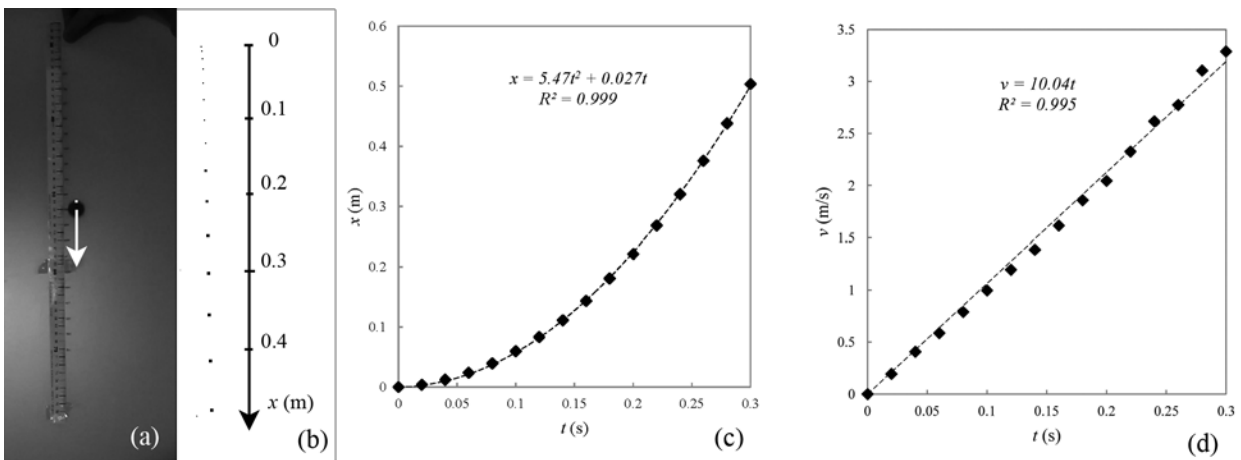 (a)
0
0.1
0.2
0.3
0.4
x (m)
(b)
0.6
0.5
0.4
0.3
0.2
0.1
0
x (m)
x = 5.47t² + 0.027t
R² = 0.999
0 0.05 0.1 0.15 0.2 0.25 0.3
t (s)
(c)
3.5
3
2.5
2
1.5
1
0.5
0
v (m/s)
v = 10.04t
R² = 0.995
0 0.05 0.1 0.15 0.2 0.25 0.3
t (s)
(d)